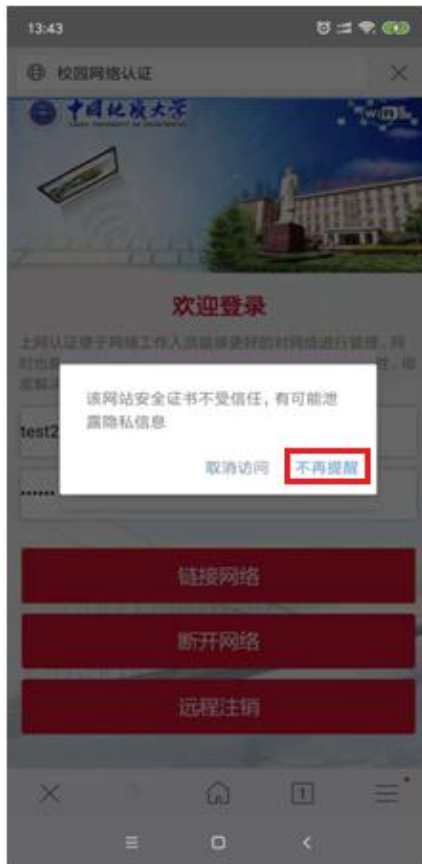 13:43
校园网络认证
中国地质大学
WiFi
欢迎登录
上网认证便于网络工作人员能够更好的对网络进行管理，同
时也是
该网站安全证书不受信任，有可能泄
露隐私信息
test2
取消访问 不再提醒
••••••
链接网络
断开网络
远程注销
1